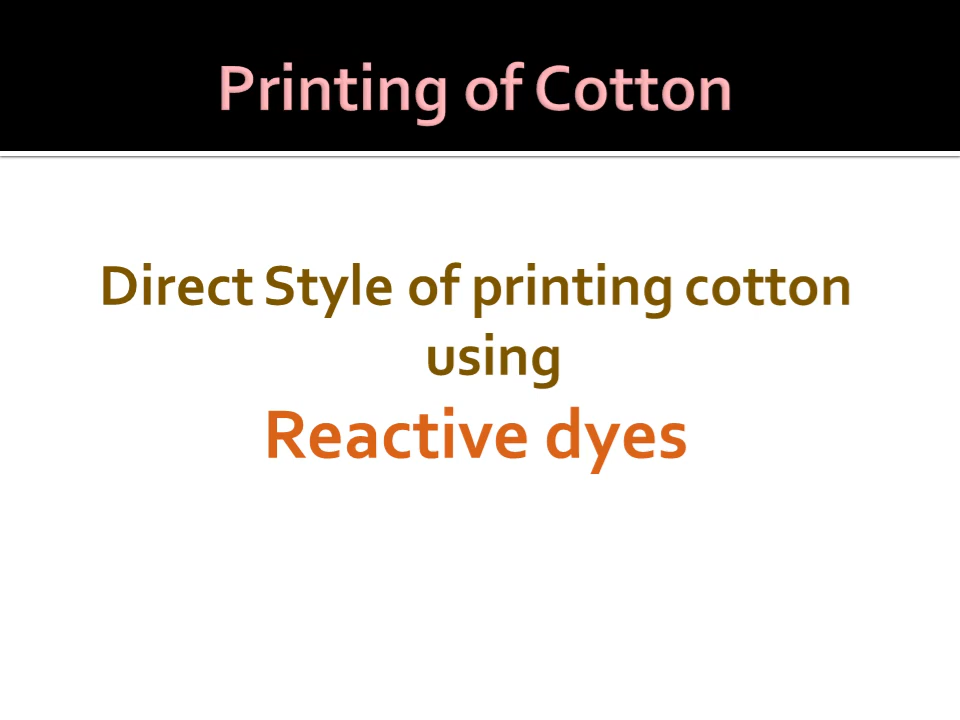 Printing of Cotton
Direct Style of printing cotton
using
Reactive dyes